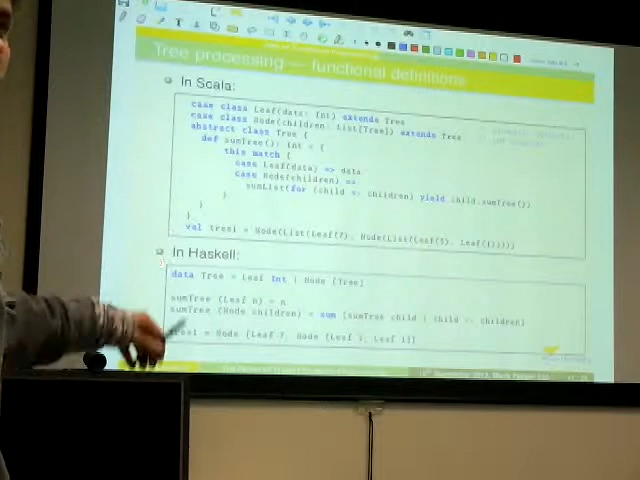 Tree processing — functional definitions
In Scala:
case class Leaf(data: Int) extends Tree
case class Node(children: List[Tree]) extends Tree
abstract class Tree {
def sumTree(): Int = {
this match {
case Leaf(data) => data
case Node(children) =>
sumList(for (child <- children) yield child.sumTree())
}
}
}
val tree1 = Node(List(Leaf(7), Node(List(Leaf(5), Leaf(1)))))
In Haskell:
data Tree = Leaf Int | Node [Tree]
sumTree (Leaf n) = n
sumTree (Node children) = sum [sumTree child | child <- children]
tree1 = Node [Leaf 7, Node [Leaf 5, Leaf 1]]